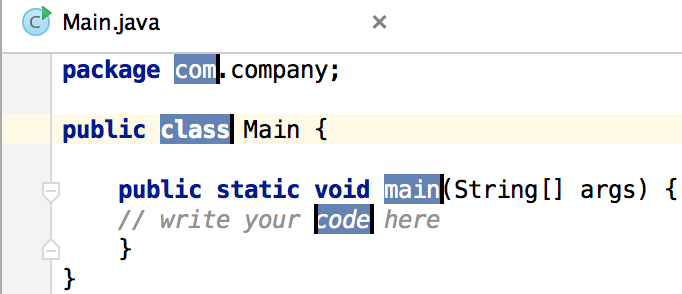 C Main.java ×
package com.company;
public class Main {
public static void main(String[] args) {
// write your code here
}
}